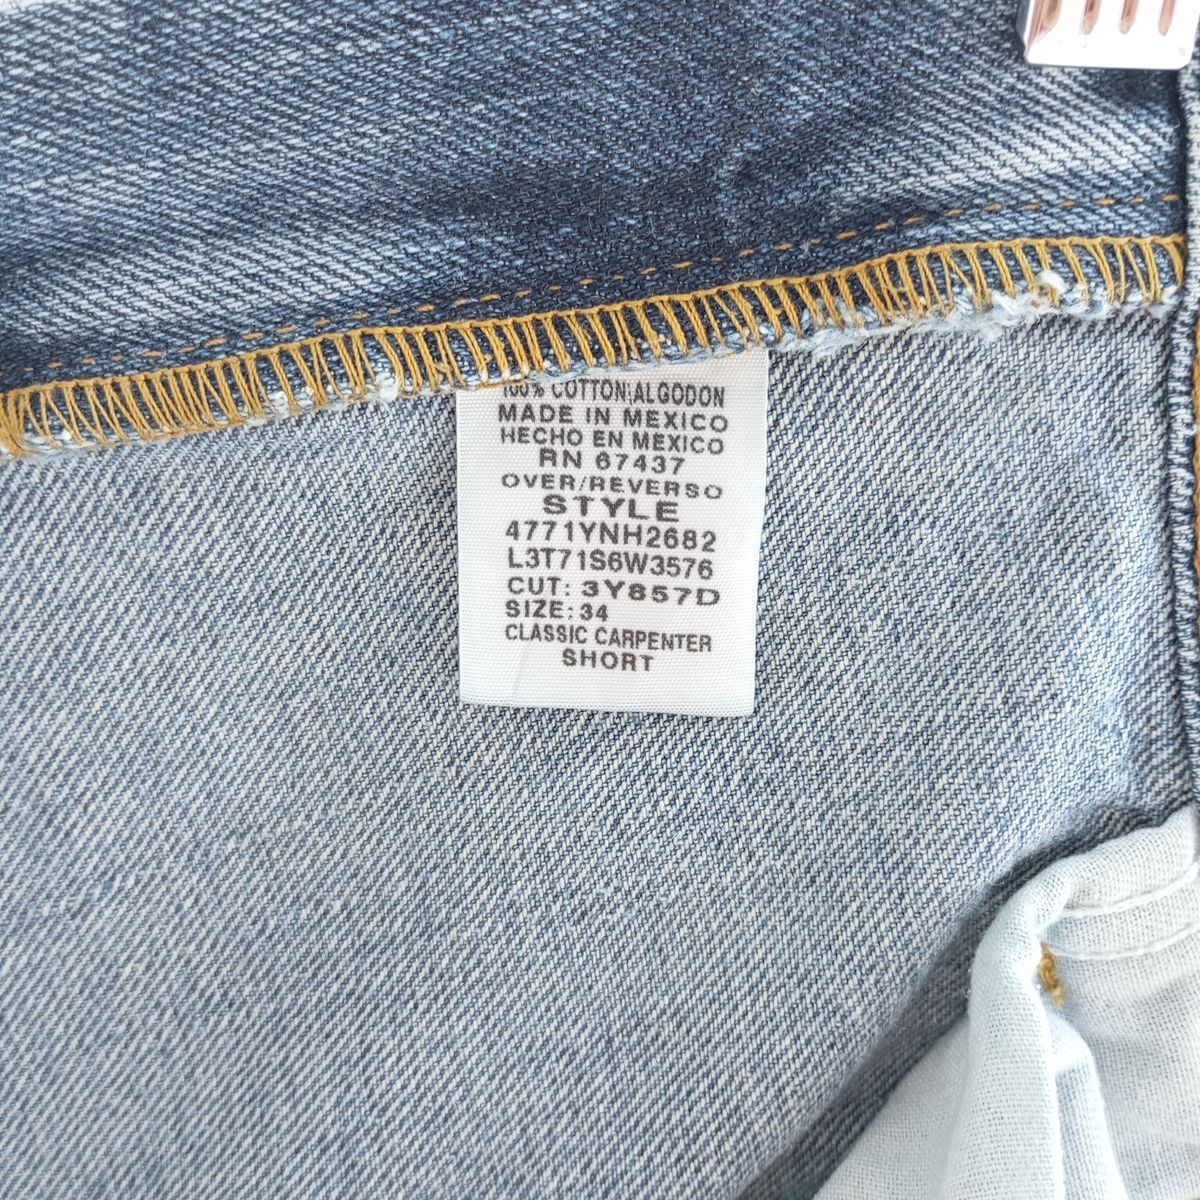 100% COTTON\ALGODON
MADE IN MEXICO
HECHO EN MEXICO
RN 67437
OVER/REVERSO
STYLE
4771YNH2682
L3T71S6W3576
CUT: 3Y857D
SIZE: 34
CLASSIC CARPENTER
SHORT